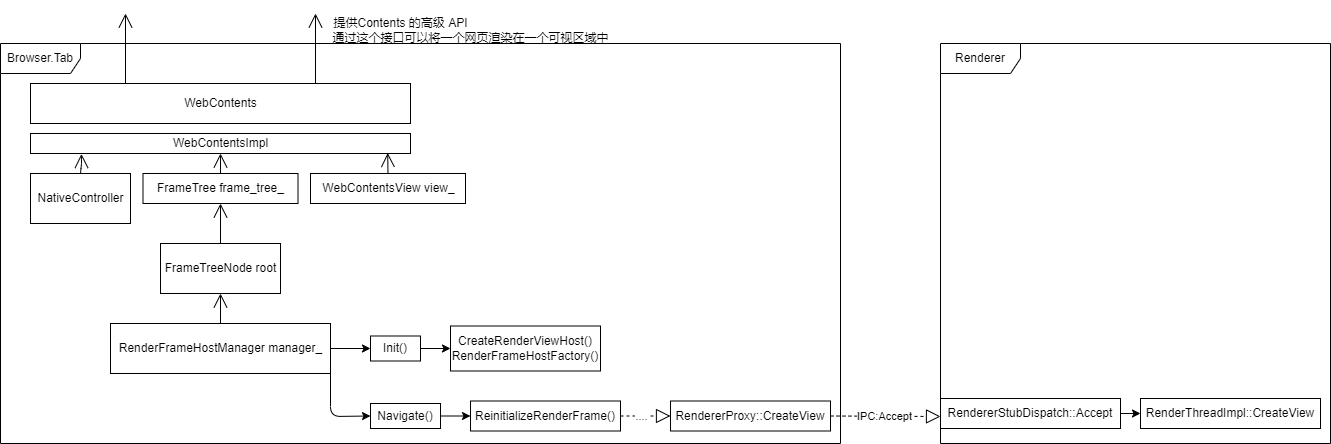 提供Contents 的高级 API
通过这个接口可以将一个网页渲染在一个可视区域中
Browser.Tab
Renderer
WebContents
WebContentsImpl
NativeController
FrameTree frame_tree_
WebContentsView view_
FrameTreeNode root
RenderFrameHostManager manager_
Init()
CreateRenderViewHost()
RenderFrameHostFactory()
Navigate()
ReinitializeRenderFrame()
....
RendererProxy::CreateView
IPC:Accept
RendererStubDispatch::Accept
RenderThreadImpl::CreateView